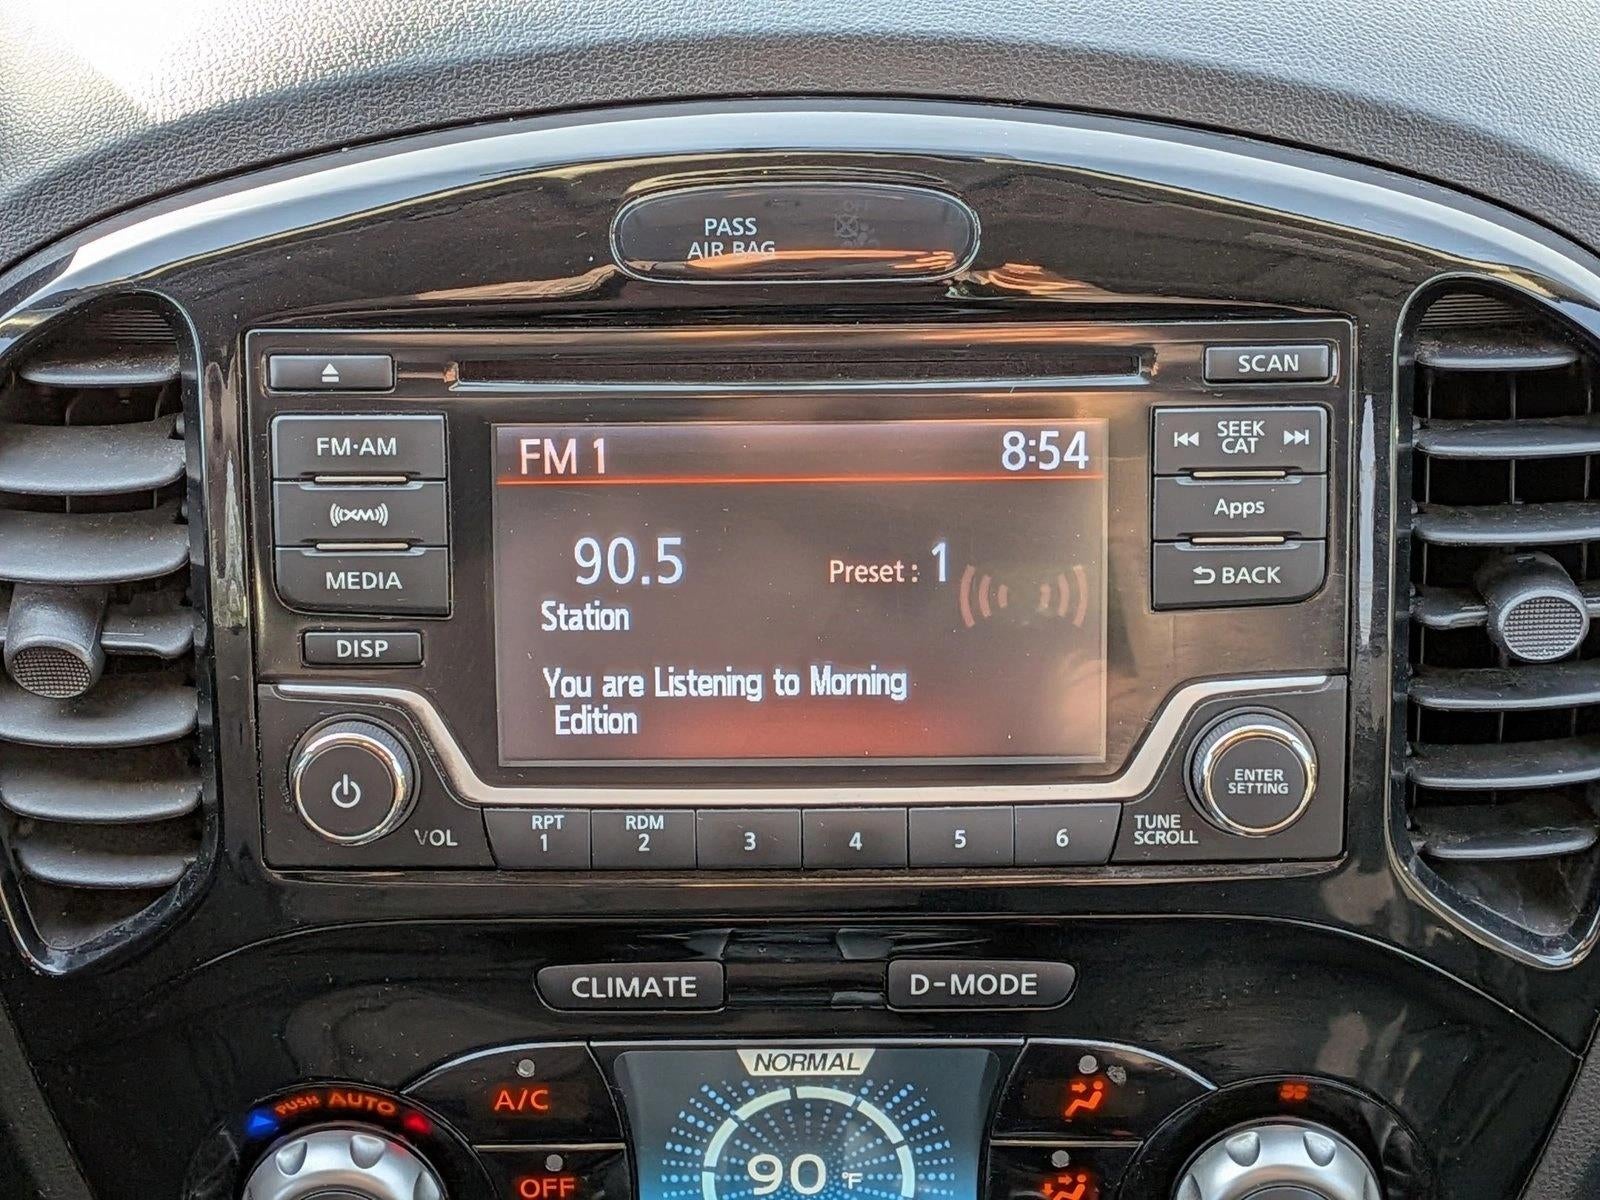 PASS
AIR BAG
OFF
SCAN
FM·AM
SEEK
CAT
XM
Apps
MEDIA
BACK
DISP
FM 1 8:54
90.5 Preset : 1
Station
You are Listening to Morning
Edition
VOL
RPT
1
RDM
2
3
4
5
6
TUNE
SCROLL
ENTER
SETTING
CLIMATE
D-MODE
NORMAL
PUSH AUTO
A/C
90 °F
OFF